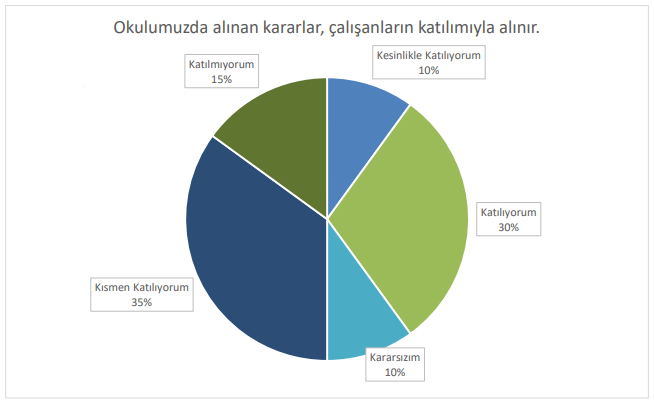 Okulumuzda alınan kararlar, çalışanların katılımıyla alınır.
Kesinlikle Katılıyorum
10%
Katılıyorum
30%
Kararsızım
10%
Kısmen Katılıyorum
35%
Katılmıyorum
15%